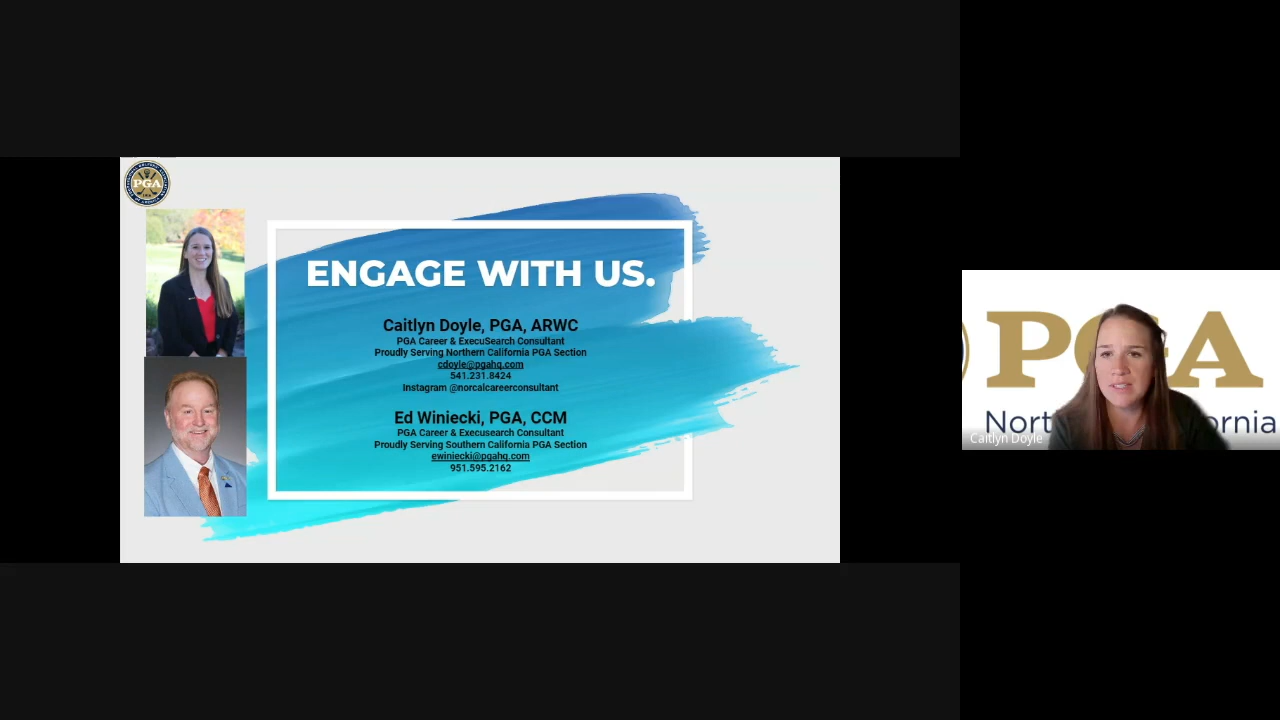 PGA
ENGAGE WITH US.
Caitlyn Doyle, PGA, ARWC
PGA Career & ExecuSearch Consultant
Proudly Serving Northern California PGA Section
cdoyle@pgahq.com
541.231.8424
Instagram @norcalcareerconsultant
Ed Winiecki, PGA, CCM
PGA Career & Execusearch Consultant
Proudly Serving Southern California PGA Section
ewiniecki@pgahq.com
951.595.2162
PGA
Caitlyn Doyle